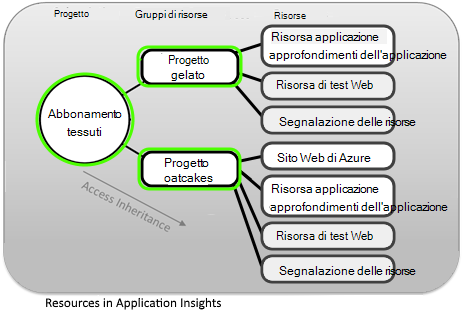 Progetto
Gruppi di risorse
Risorse
Abbonamento
tessuti
Progetto
gelato
Risorsa applicazione
approfondimenti dell'applicazione
Risorsa di test Web
Segnalazione delle risorse
Progetto
oatcakes
Sito Web di Azure
Risorsa applicazione
approfondimenti dell'applicazione
Risorsa di test Web
Segnalazione delle risorse
Access Inheritance
Resources in Application Insights